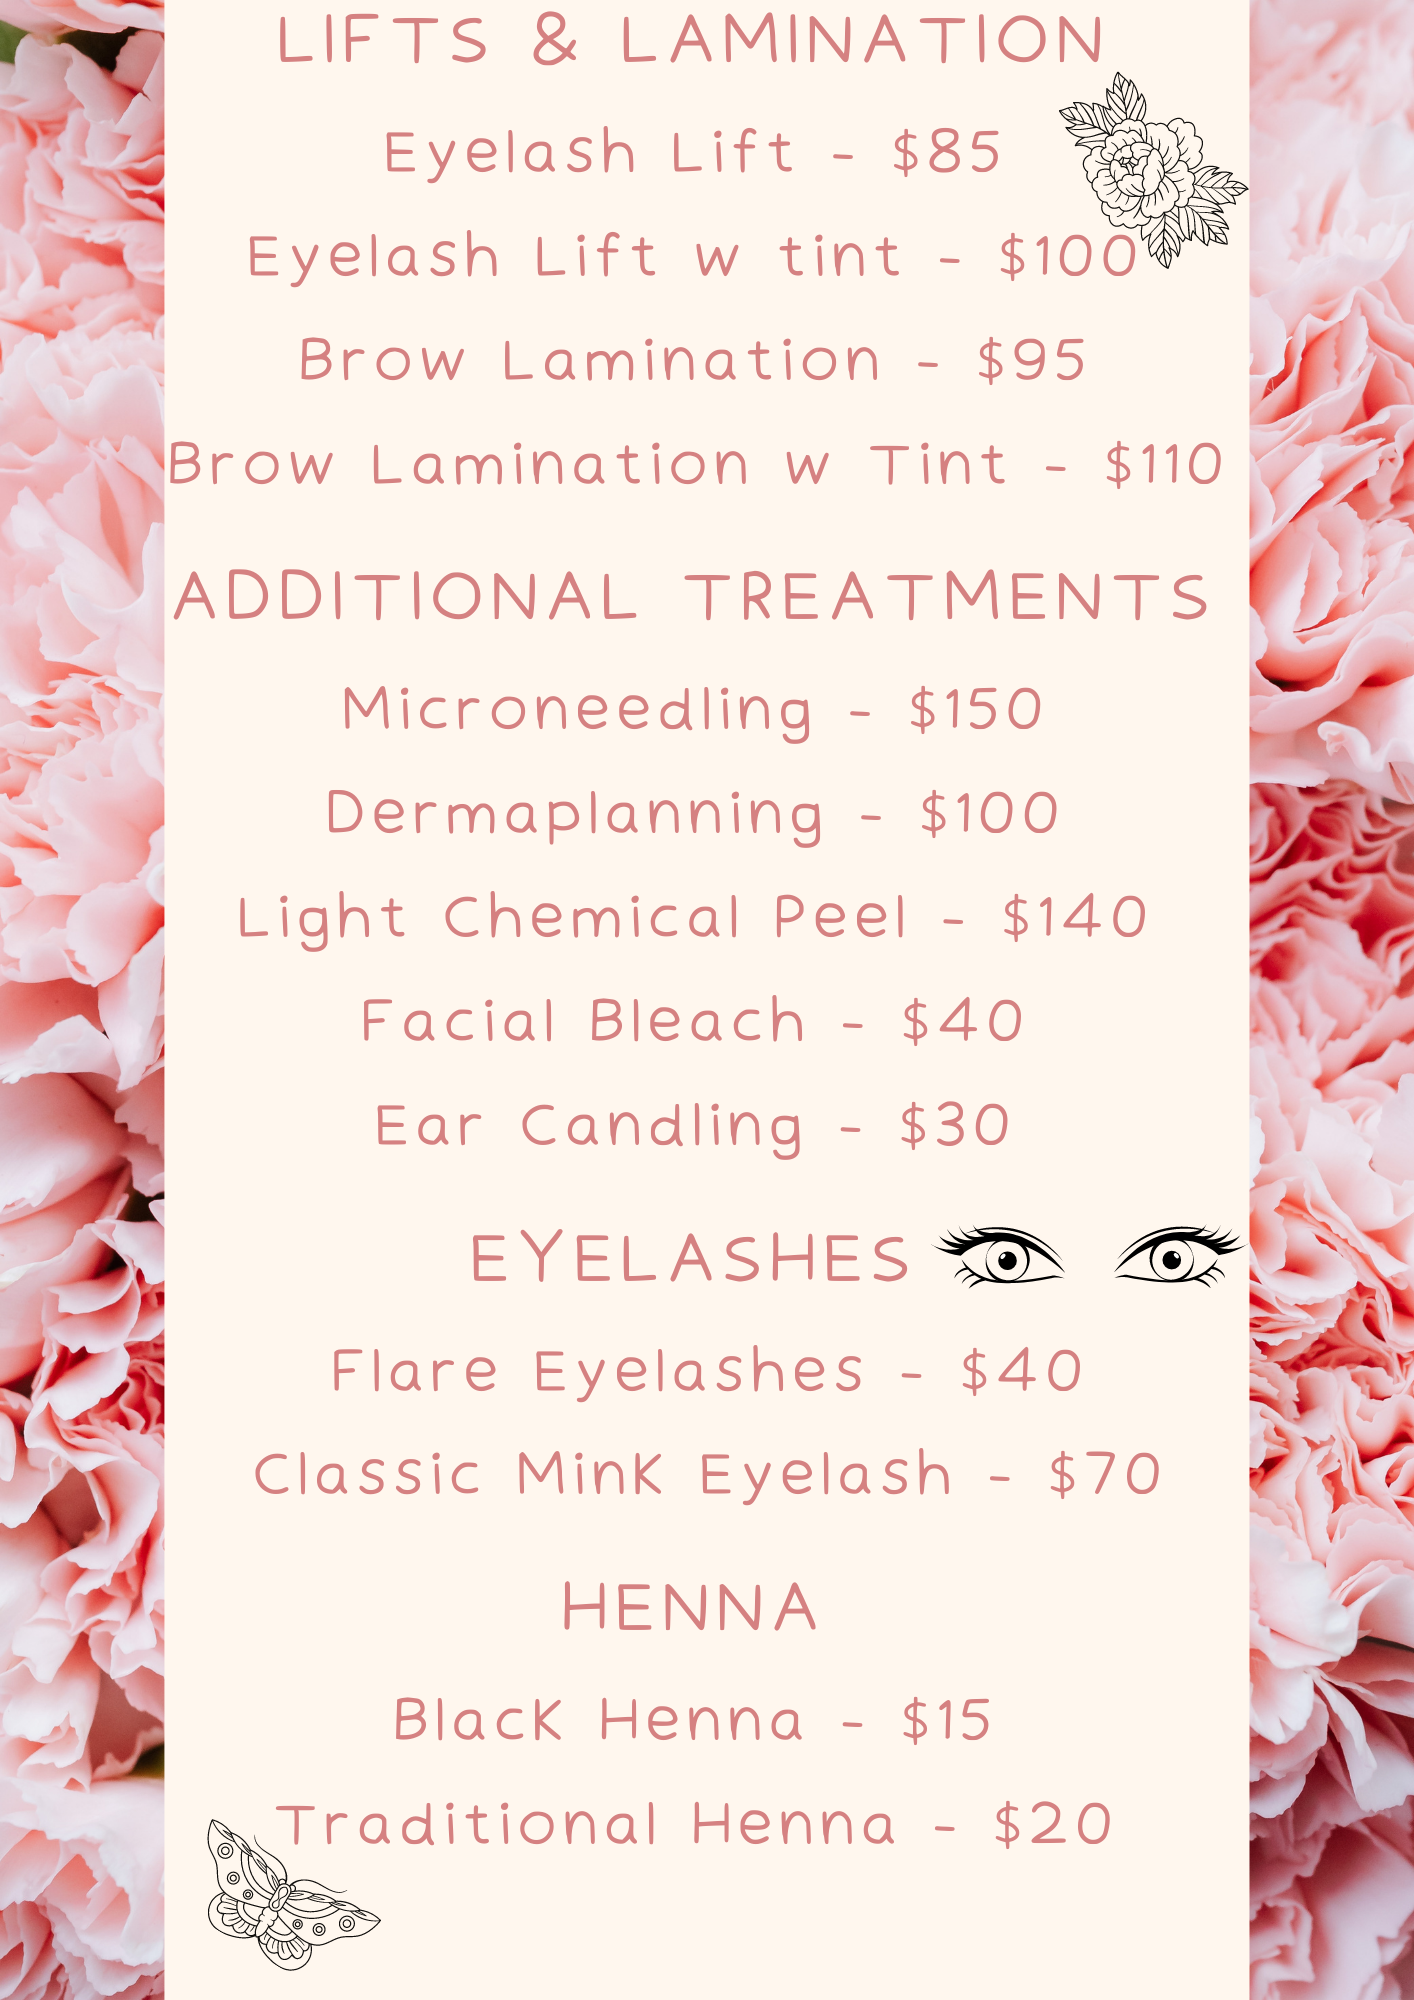 LIFTS & LAMINATION
Eyelash Lift - $85
Eyelash Lift w tint - $100
Brow Lamination - $95
Brow Lamination w Tint - $110
ADDITIONAL TREATMENTS
Microneedling - $150
Dermaplanning - $100
Light Chemical Peel - $140
Facial Bleach - $40
Ear Candling - $30
EYELASHES
Flare Eyelashes - $40
Classic Mink Eyelash - $70
HENNA
Black Henna - $15
Traditional Henna - $20